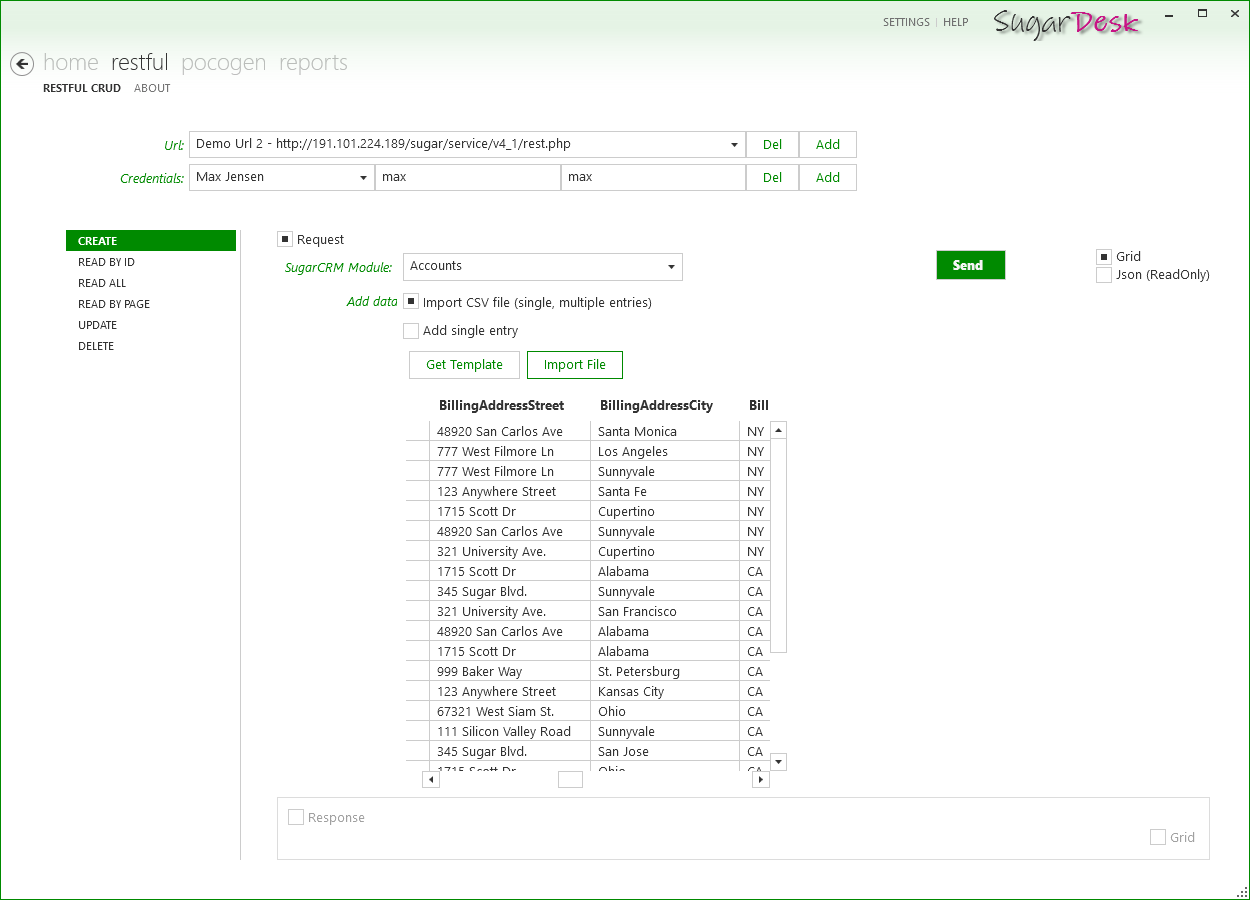 SETTINGS | HELP SugarDesk
home restful pocogen reports
RESTFUL CRUD ABOUT
Url: Demo Url 2 - http://191.101.224.189/sugar/service/v4_1/rest.php Del Add
Credentials: Max Jensen max max Del Add
CREATE
READ BY ID
READ ALL
READ BY PAGE
UPDATE
DELETE
Request
SugarCRM Module: Accounts Send
Grid
Json (ReadOnly)
Add data Import CSV file (single, multiple entries)
Add single entry
Get Template Import File
BillingAddressStreet BillingAddressCity Bill
48920 San Carlos Ave Santa Monica NY
777 West Filmore Ln Los Angeles NY
777 West Filmore Ln Sunnyvale NY
123 Anywhere Street Santa Fe NY
1715 Scott Dr Cupertino NY
48920 San Carlos Ave Sunnyvale NY
321 University Ave. Cupertino NY
1715 Scott Dr Alabama CA
345 Sugar Blvd. Sunnyvale CA
321 University Ave. San Francisco CA
48920 San Carlos Ave Alabama CA
1715 Scott Dr Alabama CA
999 Baker Way St. Petersburg CA
123 Anywhere Street Kansas City CA
67321 West Siam St. Ohio CA
111 Silicon Valley Road Sunnyvale CA
345 Sugar Blvd. San Jose CA
1715 Scott Dr Ohio CA
Response
Grid